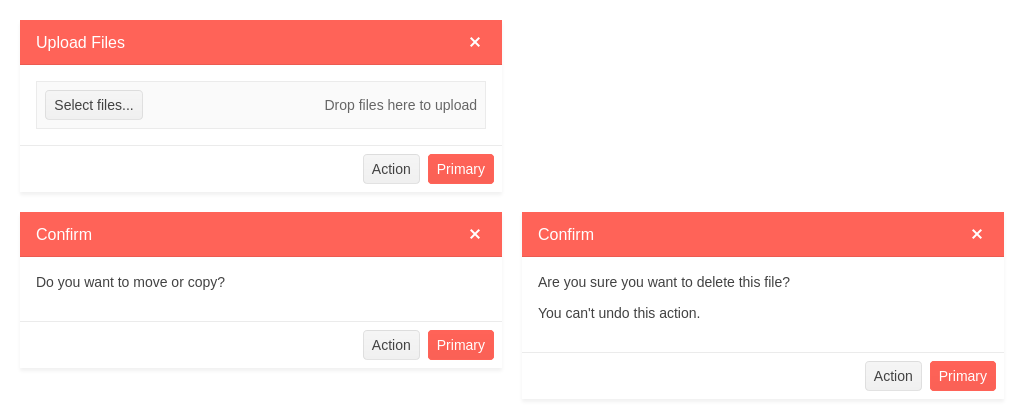 Upload Files
Select files...
Drop files here to upload
Action
Primary
Confirm
Do you want to move or copy?
Action
Primary
Confirm
Are you sure you want to delete this file?
You can't undo this action.
Action
Primary